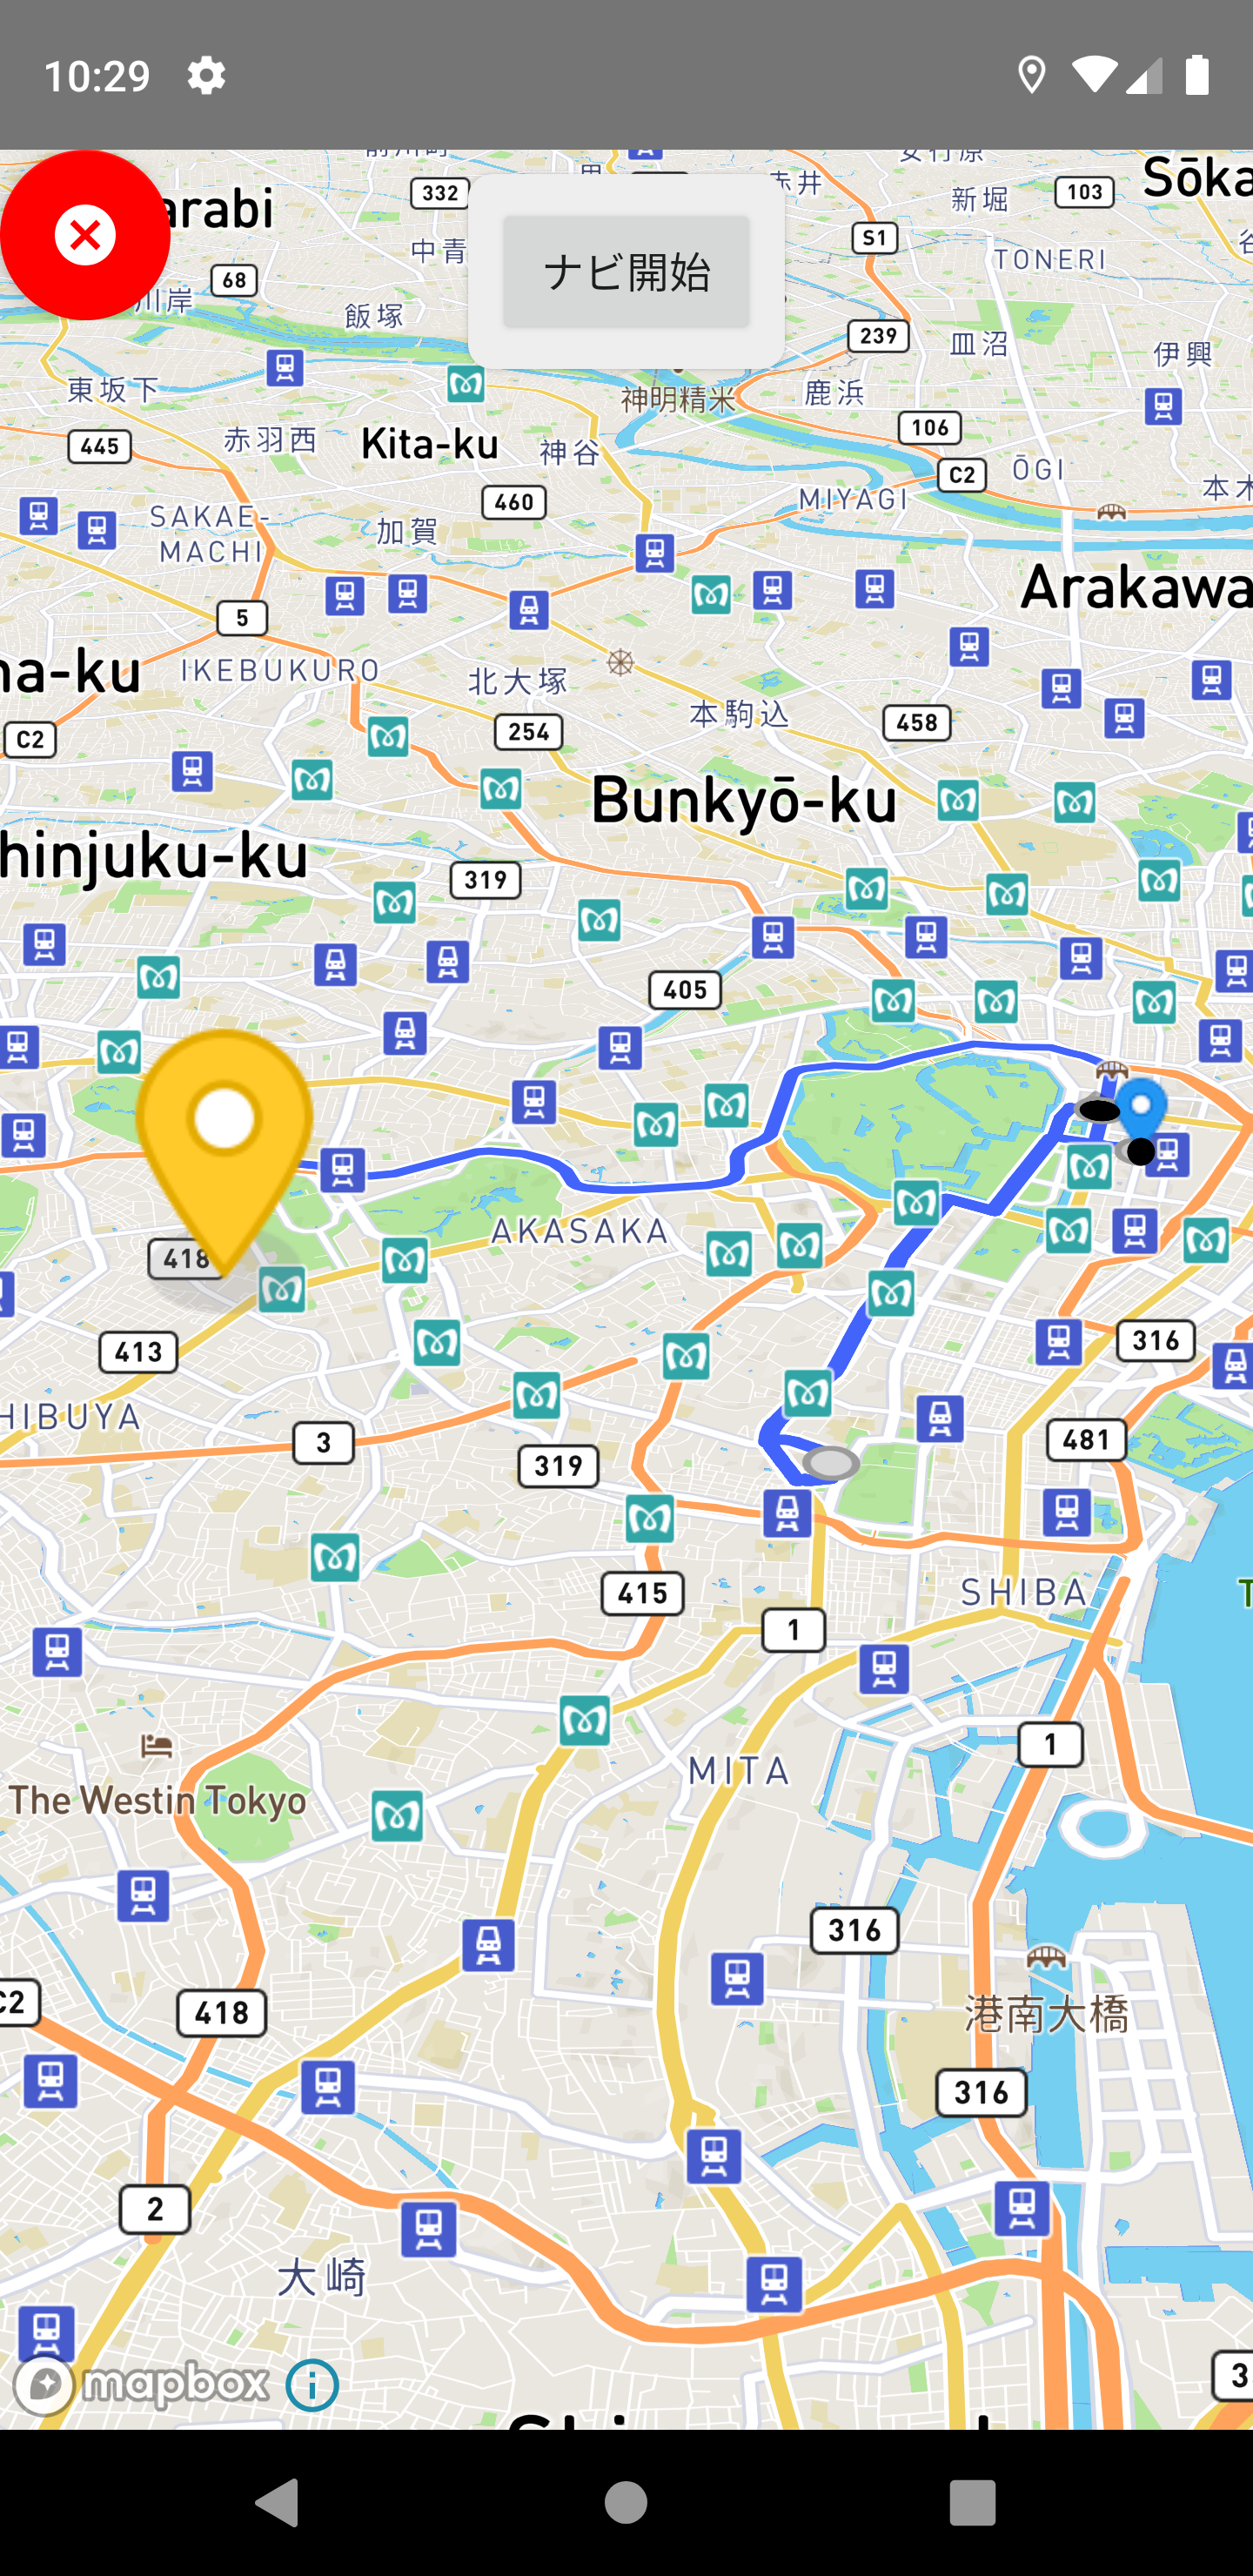 10:29
332
新堀
103
Sōka
arabi
中青
S1
TONERI
ナビ開始
68
川岸
飯塚
239
皿沼
伊興
東坂下
神明精米
鹿浜
445
赤羽西
Kita-ku
神谷
106
C2
ŌGI
460
MIYAGI
本木
SAKAE-
MACHI
加賀
Arakawa
5
na-ku
IKEBUKURO
北大塚
本駒込
C2
254
458
Bunkyō-ku
hinjuku-ku
319
405
AKASAKA
418
413
316
HIBUYA
3
319
481
415
SHIBA
1
MITA
1
The Westin Tokyo
316
C2
418
港南大橋
316
2
大崎
mapbox
3